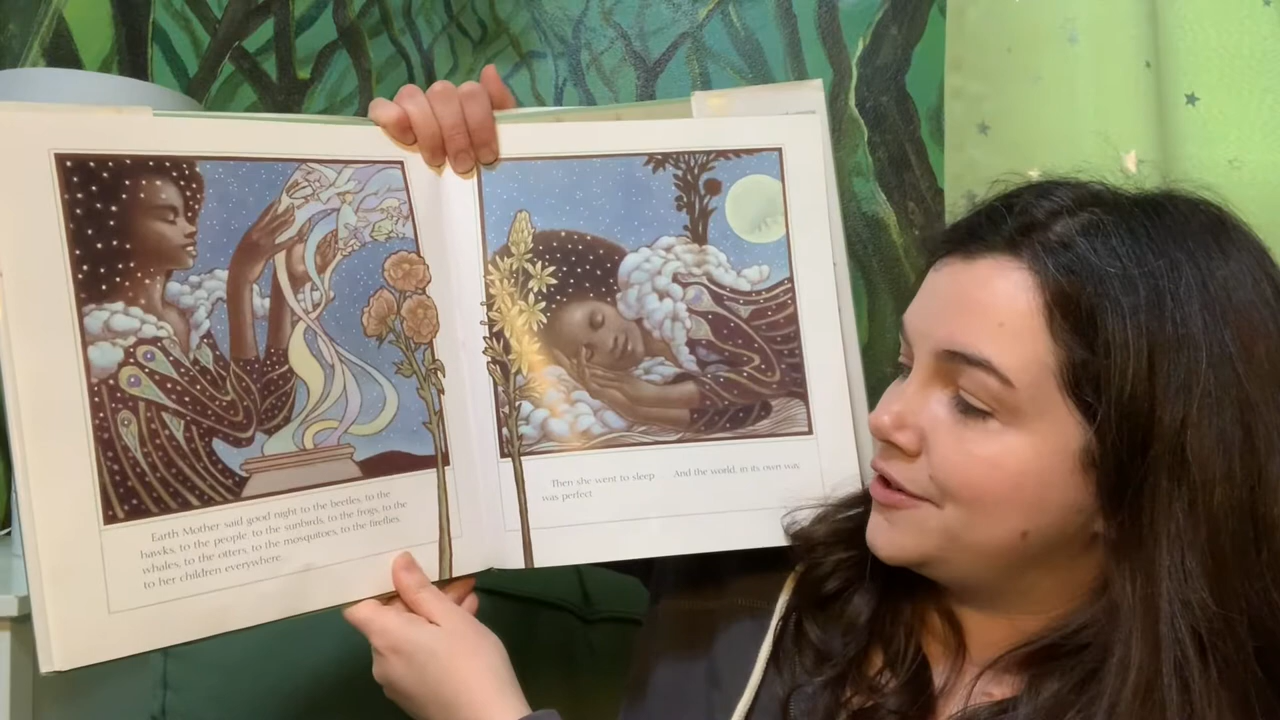 Earth Mother said good night to the beetles, to the
hawks, to the people, to the sunbirds, to the frogs, to the
whales, to the otters, to the mosquitoes, to the fireflies,
to her children everywhere.
Then she went to sleep And the world, in its own way,
was perfect